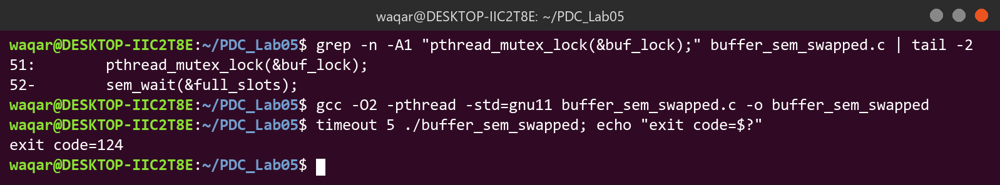 waqar@DESKTOP-IIC2T8E: ~/PDC_Lab05
waqar@DESKTOP-IIC2T8E:~/PDC_Lab05$ grep -n -A1 "pthread_mutex_lock(&buf_lock);" buffer_sem_swapped.c | tail -2
51:        pthread_mutex_lock(&buf_lock);
52-        sem_wait(&full_slots);
waqar@DESKTOP-IIC2T8E:~/PDC_Lab05$ gcc -O2 -pthread -std=gnu11 buffer_sem_swapped.c -o buffer_sem_swapped
waqar@DESKTOP-IIC2T8E:~/PDC_Lab05$ timeout 5 ./buffer_sem_swapped; echo "exit code=$?"
exit code=124
waqar@DESKTOP-IIC2T8E:~/PDC_Lab05$